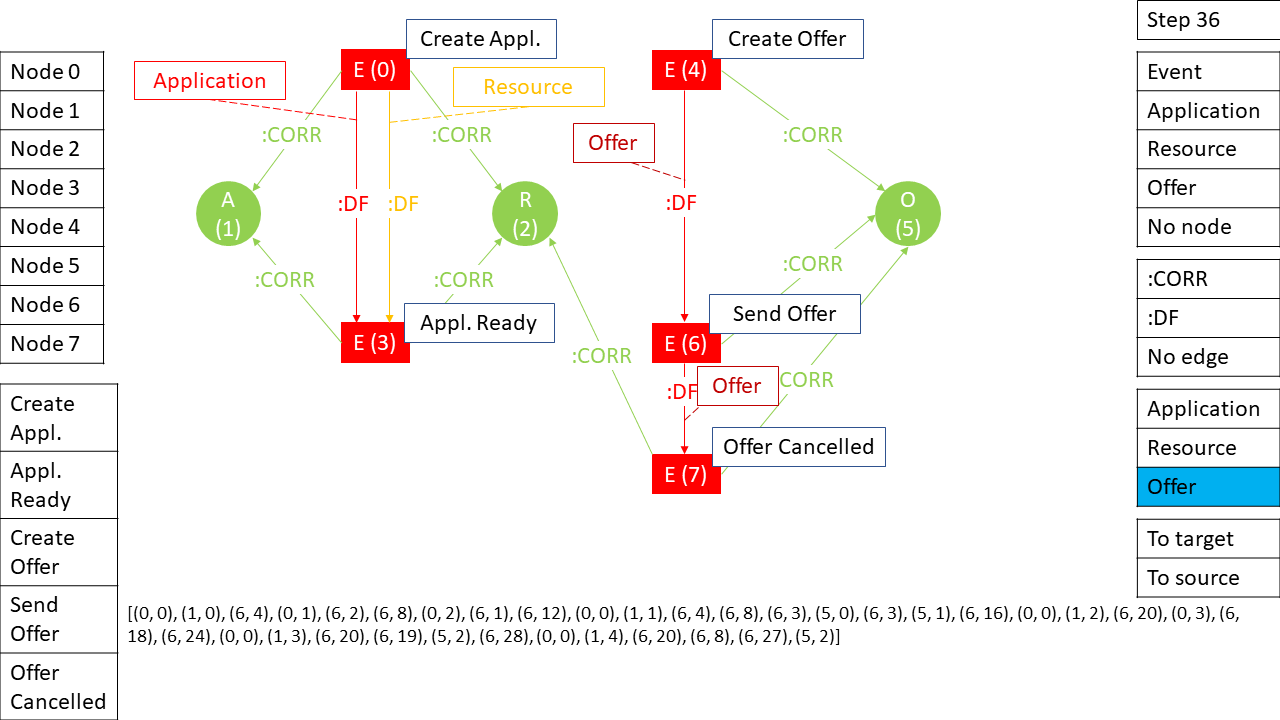 Step 36
Node 0
Node 1
Node 2
Node 3
Node 4
Node 5
Node 6
Node 7
Create
Appl.
Appl.
Ready
Create
Offer
Send
Offer
Offer
Cancelled
Create Appl.
E (0)
Application
Resource
:CORR
:CORR
A
(1)
:DF
:DF
R
(2)
:CORR
:CORR
Appl. Ready
E (3)
Create Offer
E (4)
Offer
:CORR
:DF
O
(5)
:CORR
Send Offer
E (6)
:CORR
:DF
Offer
CORR
Offer Cancelled
E (7)
Event
Application
Resource
Offer
No node
:CORR
:DF
No edge
Application
Resource
Offer
To target
To source
[(0, 0), (1, 0), (6, 4), (0, 1), (6, 2), (6, 8), (0, 2), (6, 1), (6, 12), (0, 0), (1, 1), (6, 4), (6, 8), (6, 3), (5, 0), (6, 3), (5, 1), (6, 16), (0, 0), (1, 2), (6, 20), (0, 3), (6,
18), (6, 24), (0, 0), (1, 3), (6, 20), (6, 19), (5, 2), (6, 28), (0, 0), (1, 4), (6, 20), (6, 8), (6, 27), (5, 2)]